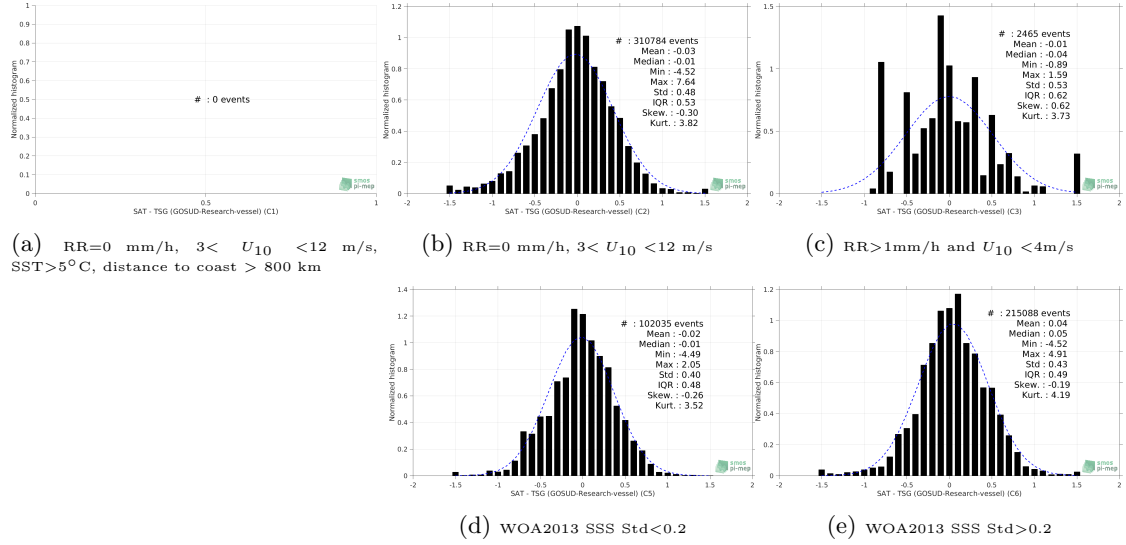 1
0.9
0.8
0.7
0.6
0.5
0.4
0.3
0.2
0.1
0
0 0.5 1
Normalized histogram
# : 0 events
smos
pi-mep
SAT - TSG (GOSUD-Research-vessel) (C1)
(a) RR=0 mm/h, 3< U10 <12 m/s,
SST>5°C, distance to coast > 800 km
1.2
1
0.8
0.6
0.4
0.2
0
-2 -1.5 -1 -0.5 0 0.5 1 1.5 2
Normalized histogram
# : 310784 events
Mean : -0.03
Median : -0.01
Min : -4.52
Max : 7.64
Std : 0.48
IQR : 0.53
Skew. : -0.30
Kurt. : 3.82
smos
pi-mep
SAT - TSG (GOSUD-Research-vessel) (C2)
(b) RR=0 mm/h, 3< U10 <12 m/s
1.5
1
0.5
0
-2 -1.5 -1 -0.5 0 0.5 1 1.5 2
Normalized histogram
# : 2465 events
Mean : -0.01
Median : -0.04
Min : -0.89
Max : 1.59
Std : 0.53
IQR : 0.62
Skew. : 0.62
Kurt. : 3.73
smos
pi-mep
SAT - TSG (GOSUD-Research-vessel) (C3)
(c) RR>1mm/h and U10 <4m/s
1.4
1.2
1
0.8
0.6
0.4
0.2
0
-2 -1.5 -1 -0.5 0 0.5 1 1.5 2
Normalized histogram
# : 102035 events
Mean : -0.02
Median : -0.01
Min : -4.49
Max : 2.05
Std : 0.40
IQR : 0.48
Skew. : -0.26
Kurt. : 3.52
smos
pi-mep
SAT - TSG (GOSUD-Research-vessel) (C5)
(d) WOA2013 SSS Std<0.2
1.2
1
0.8
0.6
0.4
0.2
0
-2 -1.5 -1 -0.5 0 0.5 1 1.5 2
Normalized histogram
# : 215088 events
Mean : 0.04
Median : 0.05
Min : -4.52
Max : 4.91
Std : 0.43
IQR : 0.49
Skew. : -0.19
Kurt. : 4.19
smos
pi-mep
SAT - TSG (GOSUD-Research-vessel) (C6)
(e) WOA2013 SSS Std>0.2